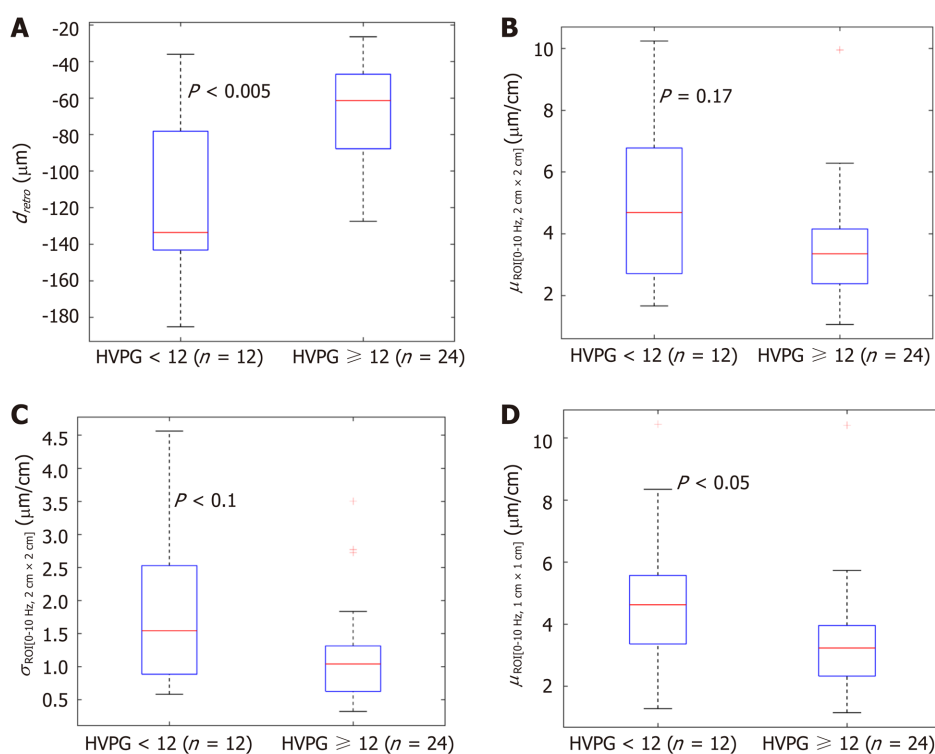 A
-20
-40
-60
-80
-100
-120
-140
-160
-180
d_retro (μm)
P < 0.005
HVPG < 12 (n = 12)
HVPG ⩾ 12 (n = 24)
B
10
8
6
4
2
μROI[0-10 Hz, 2 cm × 2 cm] (μm/cm)
P = 0.17
HVPG < 12 (n = 12)
HVPG ⩾ 12 (n = 24)
C
4.5
4.0
3.5
3.0
2.5
2.0
1.5
1.0
0.5
σROI[0-10 Hz, 2 cm × 2 cm] (μm/cm)
P < 0.1
HVPG < 12 (n = 12)
HVPG ⩾ 12 (n = 24)
D
10
8
6
4
2
μROI[0-10 Hz, 1 cm × 1 cm] (μm/cm)
P < 0.05
HVPG < 12 (n = 12)
HVPG ⩾ 12 (n = 24)